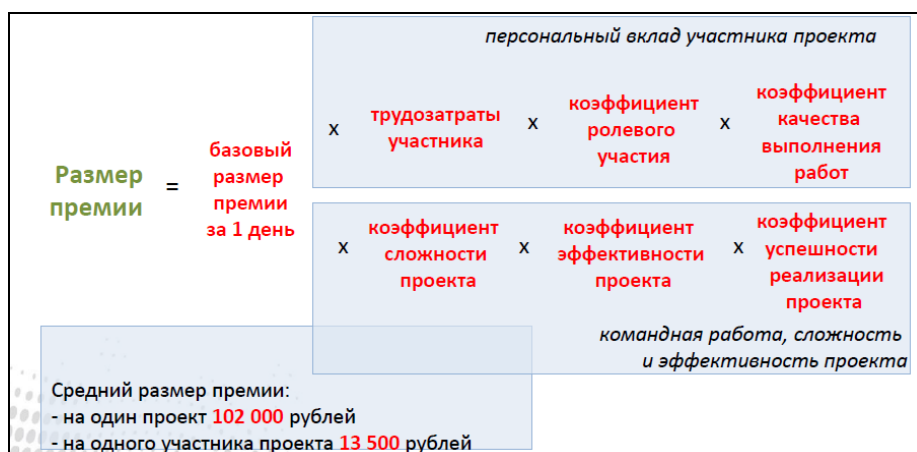 персональный вклад участника проекта
Размер
премии
=
базовый
размер
премии
за 1 день
x
трудозатраты
участника
x
коэффициент
ролевого
участия
x
коэффициент
качества
выполнения
работ
x
коэффициент
сложности
проекта
x
коэффициент
эффективности
проекта
x
коэффициент
успешности
реализации
проекта
командная работа, сложность
и эффективность проекта
Средний размер премии:
- на один проект 102 000 рублей
- на одного участника проекта 13 500 рублей